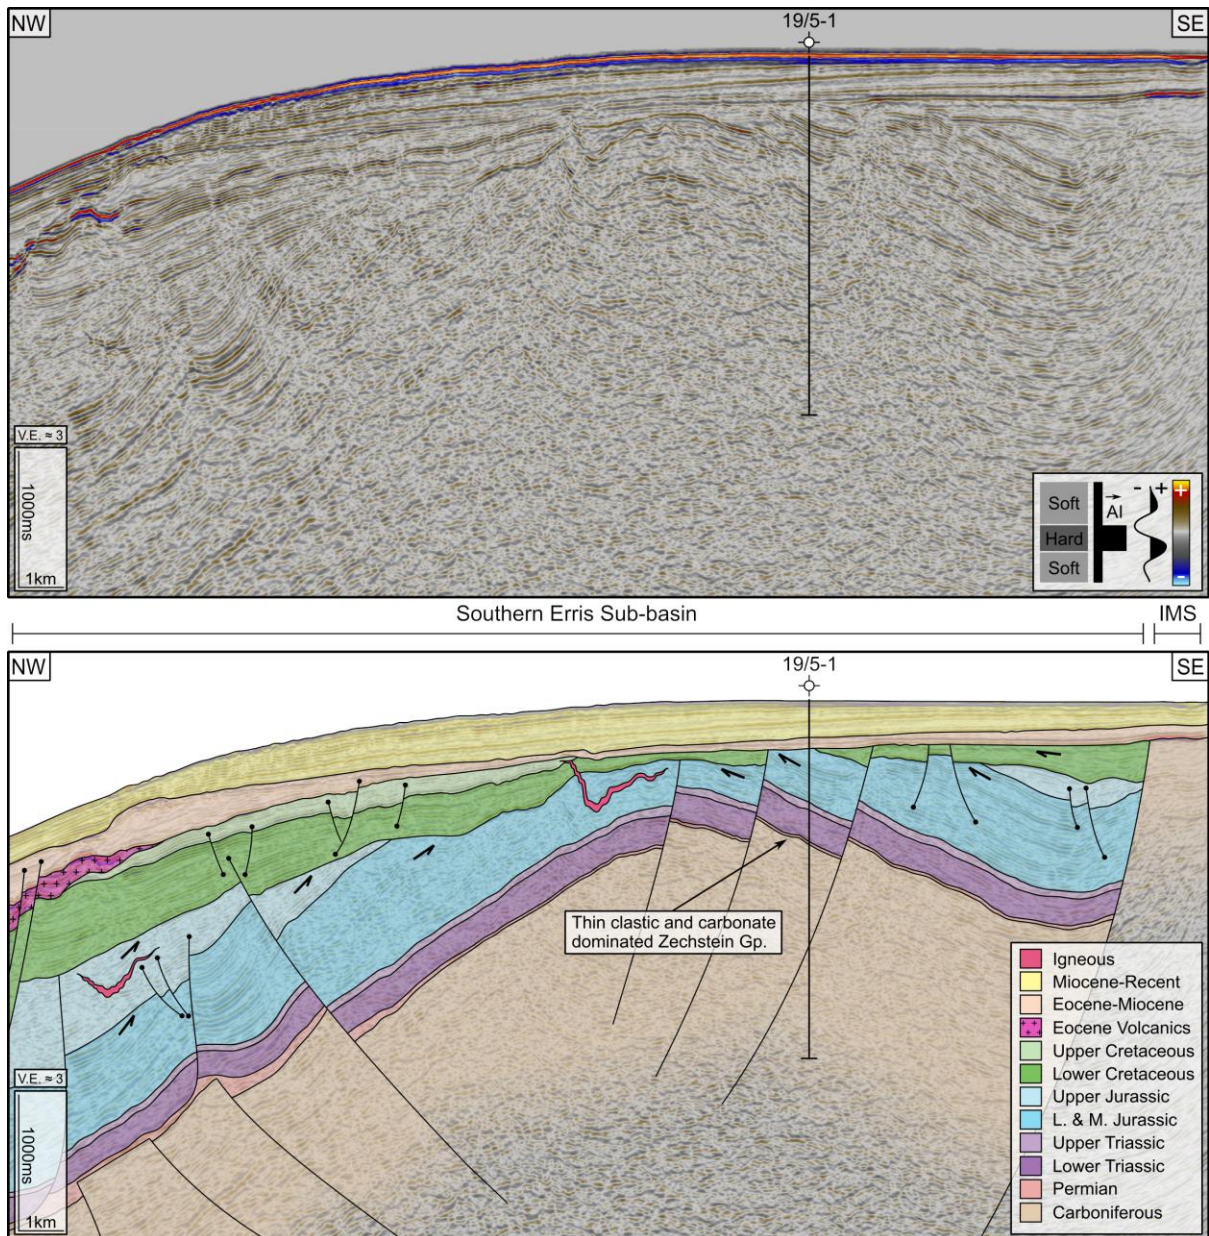 NW
19/5-1
SE
V.E. ≈ 3
1000ms
1km
- +
Soft
AI
+
Hard
Soft
-
Southern Erris Sub-basin
IMS
NW
19/5-1
SE
Thin clastic and carbonate
dominated Zechstein Gp.
Igneous
Miocene-Recent
Eocene-Miocene
Eocene Volcanics
Upper Cretaceous
Lower Cretaceous
Upper Jurassic
L. & M. Jurassic
Upper Triassic
Lower Triassic
Permian
Carboniferous
V.E. ≈ 3
1000ms
1km